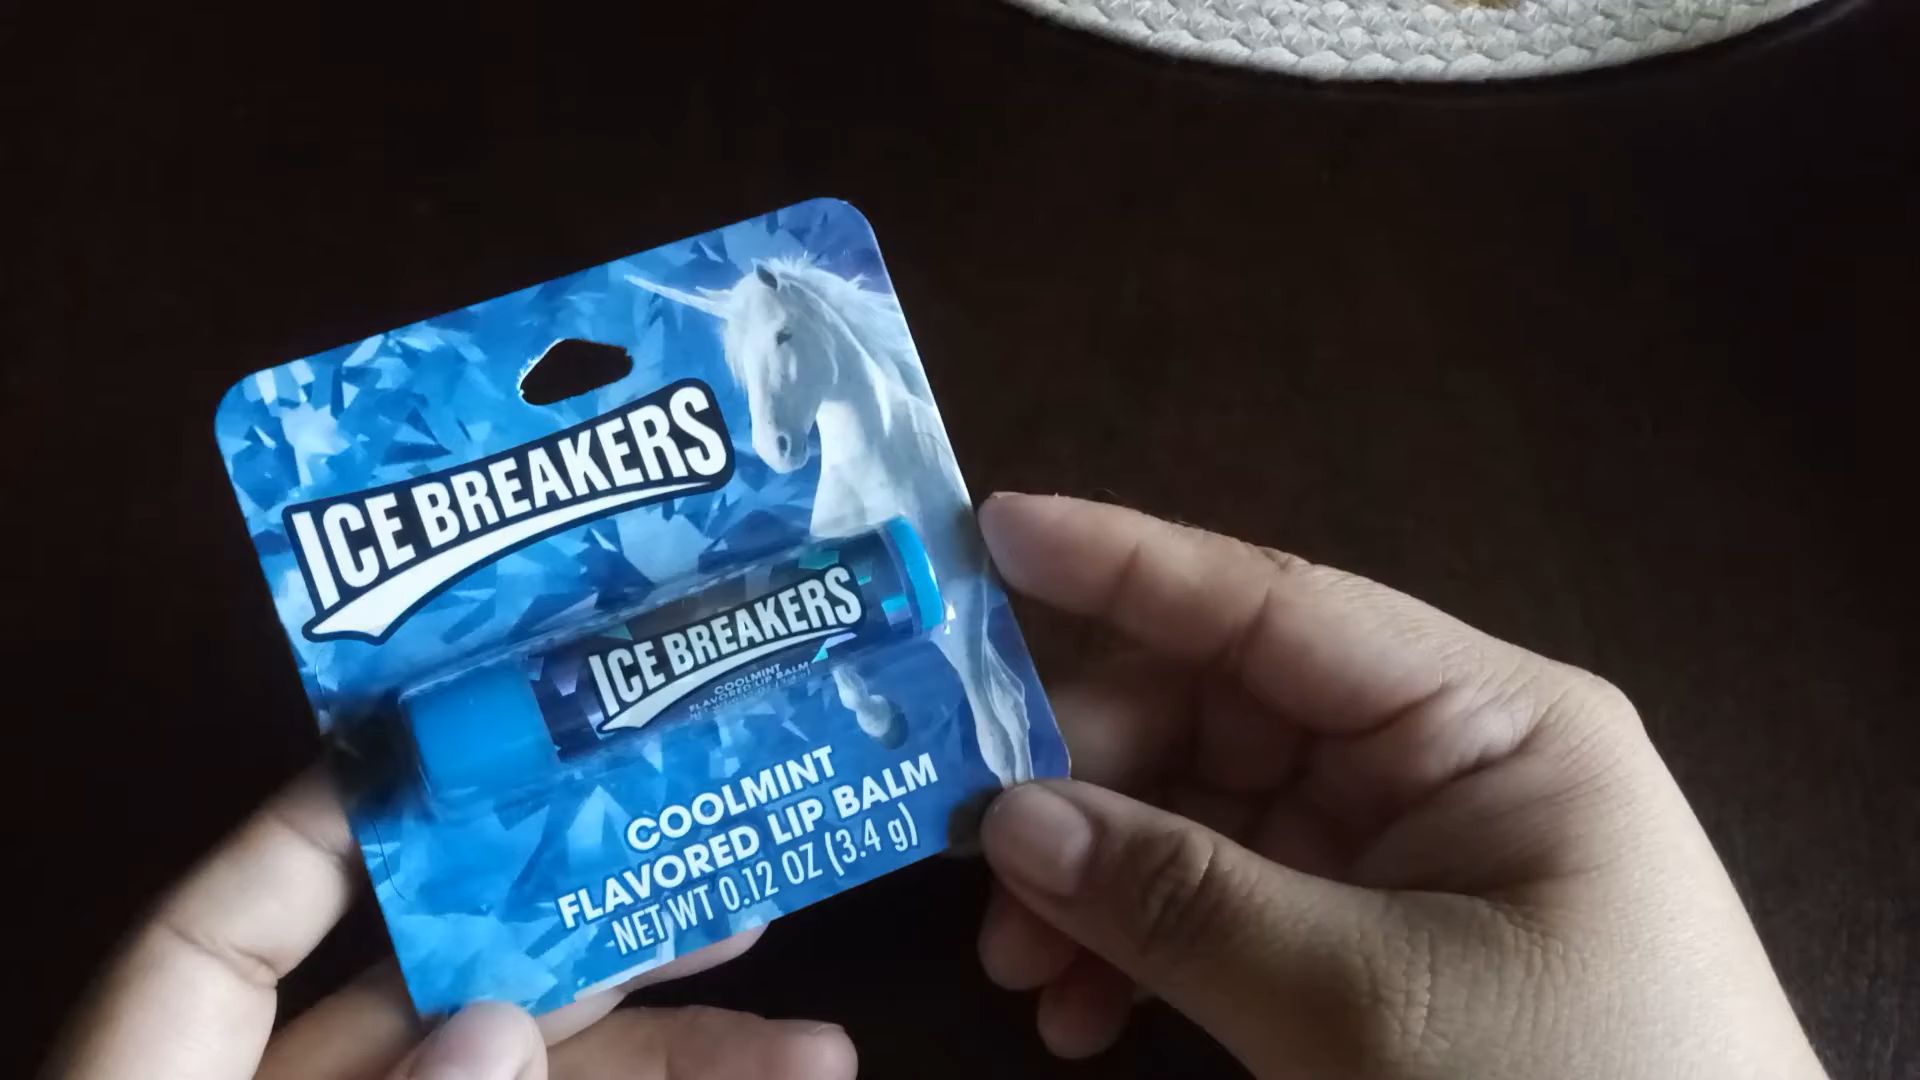 ICE BREAKERS
ICE BREAKERS
COOLMINT
FLAVORED LIP BALM
COOLMINT
FLAVORED LIP BALM
NET WT 0.12 OZ (3.4 g)